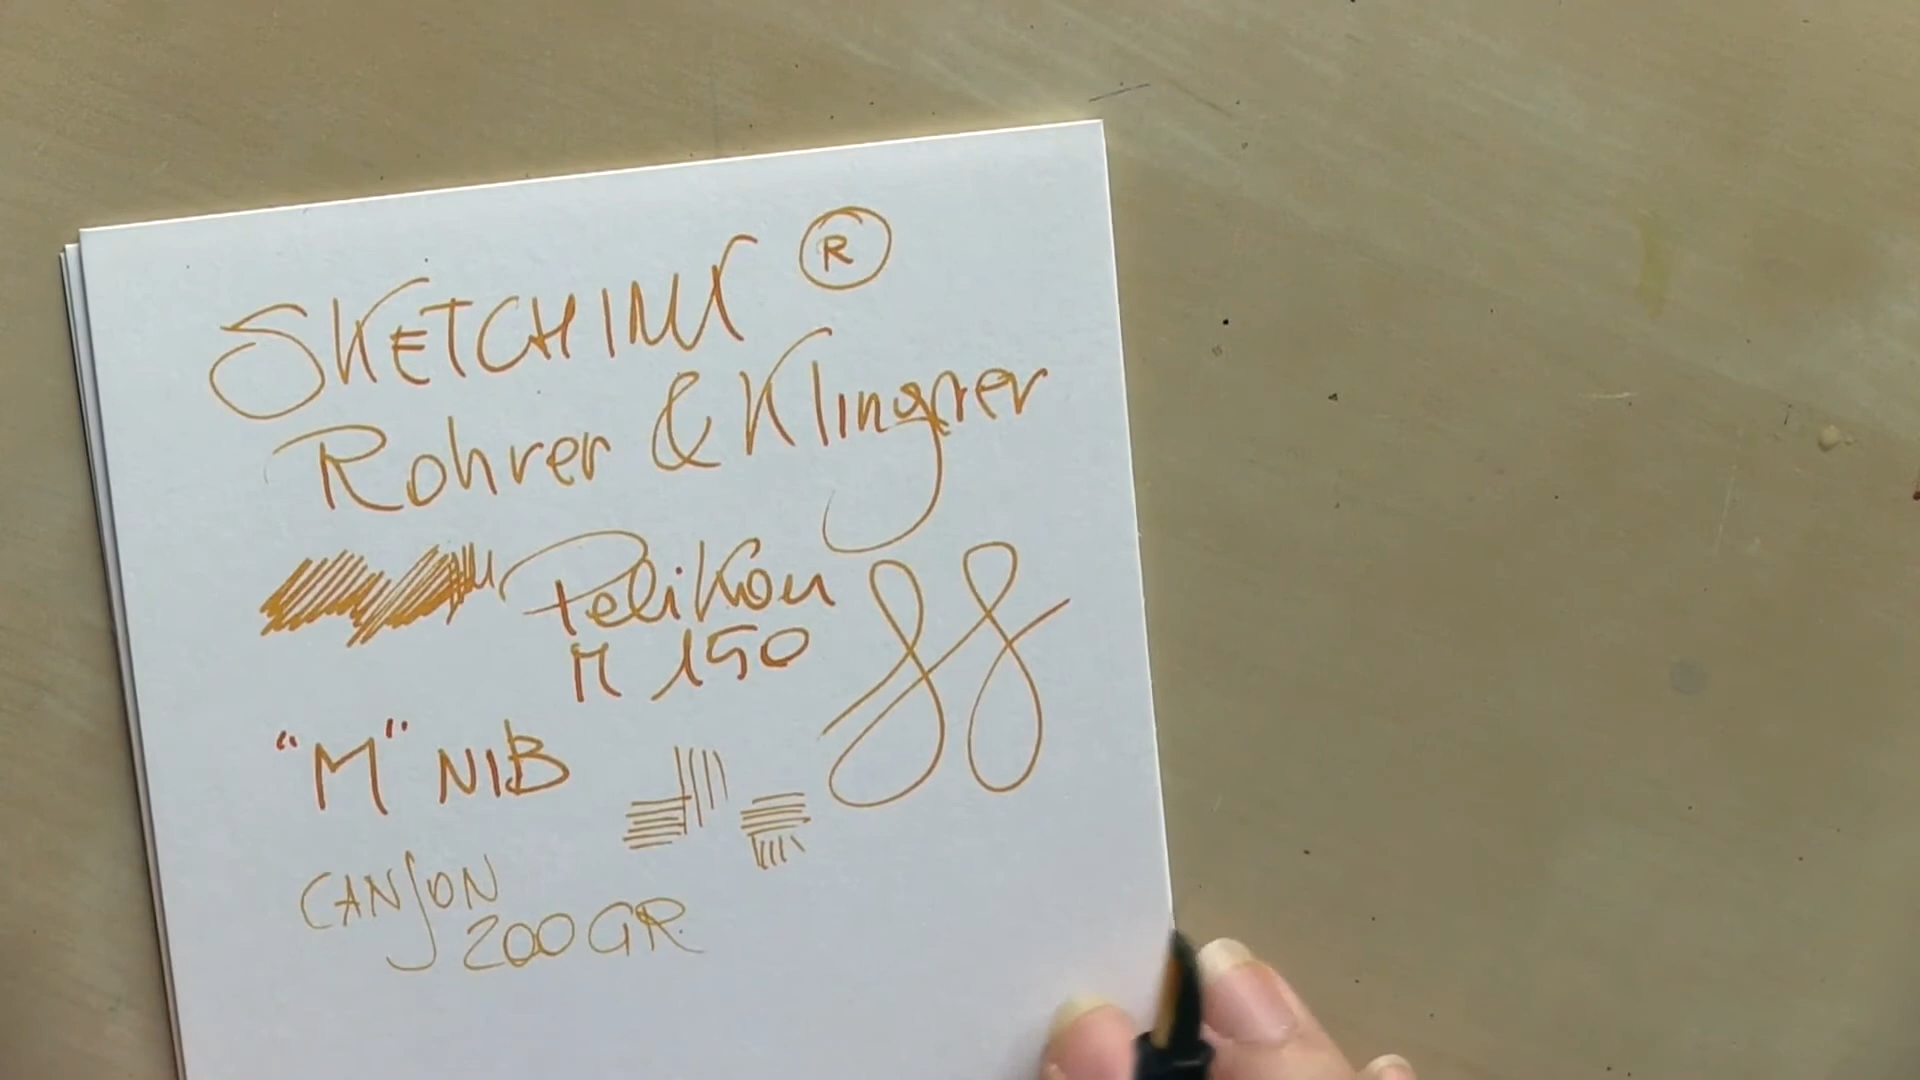 SKETCHINK ®
Rohrer & Klingner
Pelikan
M 150
"M" NIB
CANSON
200 GR